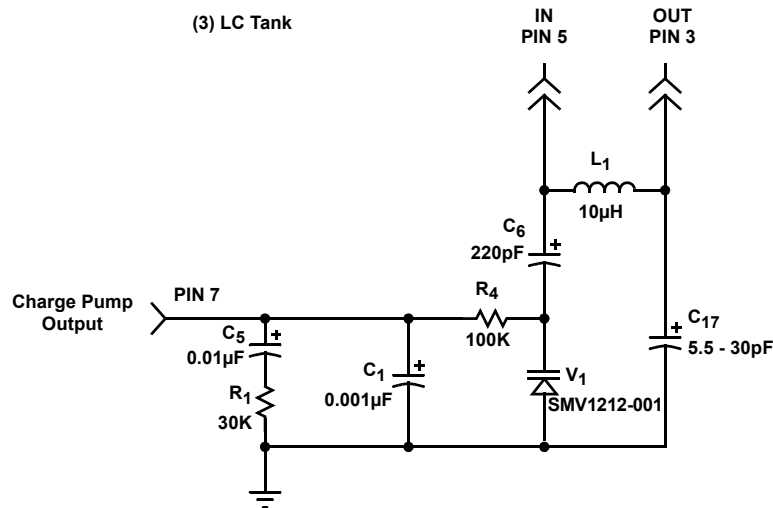 (3) LC Tank
IN
PIN 5
OUT
PIN 3
L1
10µH
C6
+
220pF
Charge Pump
Output
PIN 7
R4
100K
C5
+
0.01µF
R1
30K
C1
+
0.001µF
V1
SMV1212-001
C17
+
5.5 - 30pF